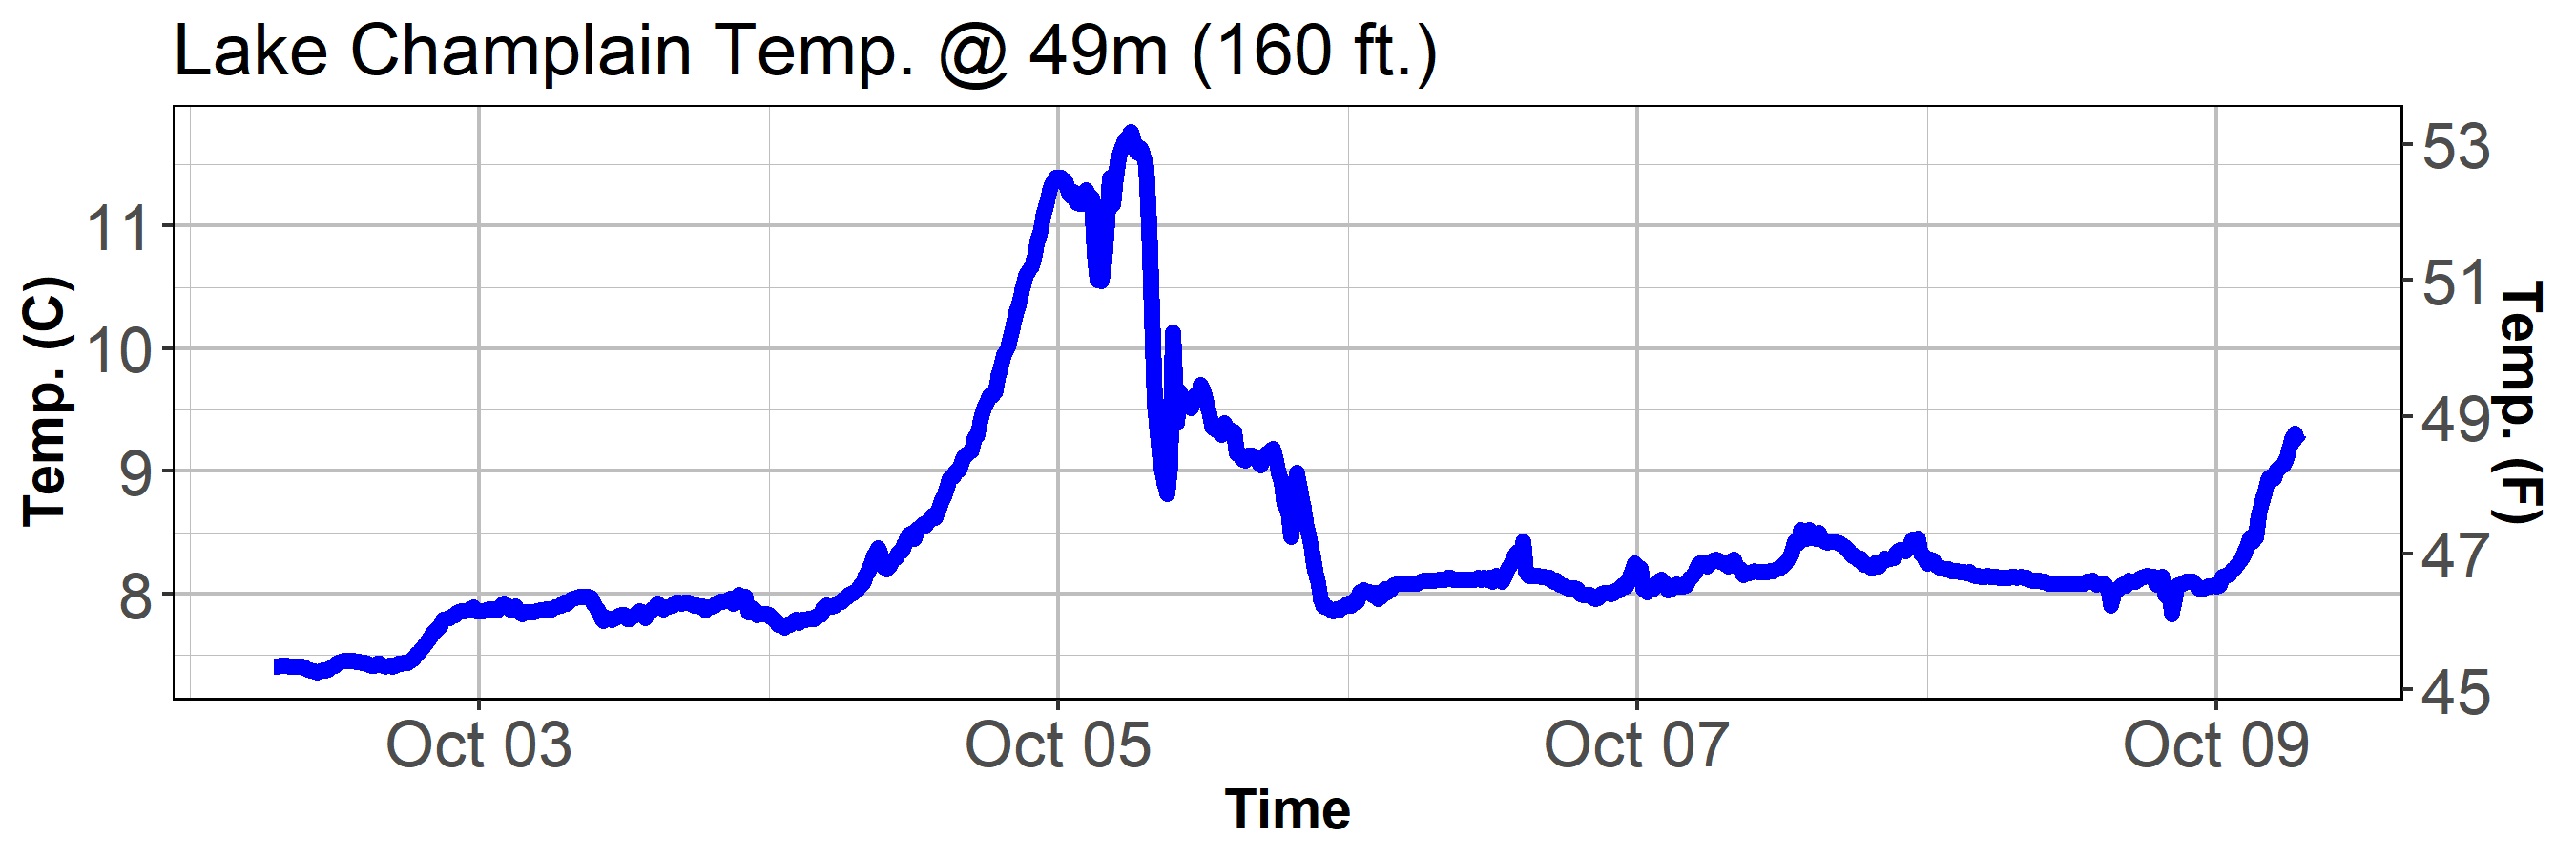 Lake Champlain Temp. @ 49m (160 ft.)
Temp. (C)
11
10
9
8
53
51
49
47
45
Temp. (F)
Oct 03 Oct 05 Oct 07 Oct 09
Time